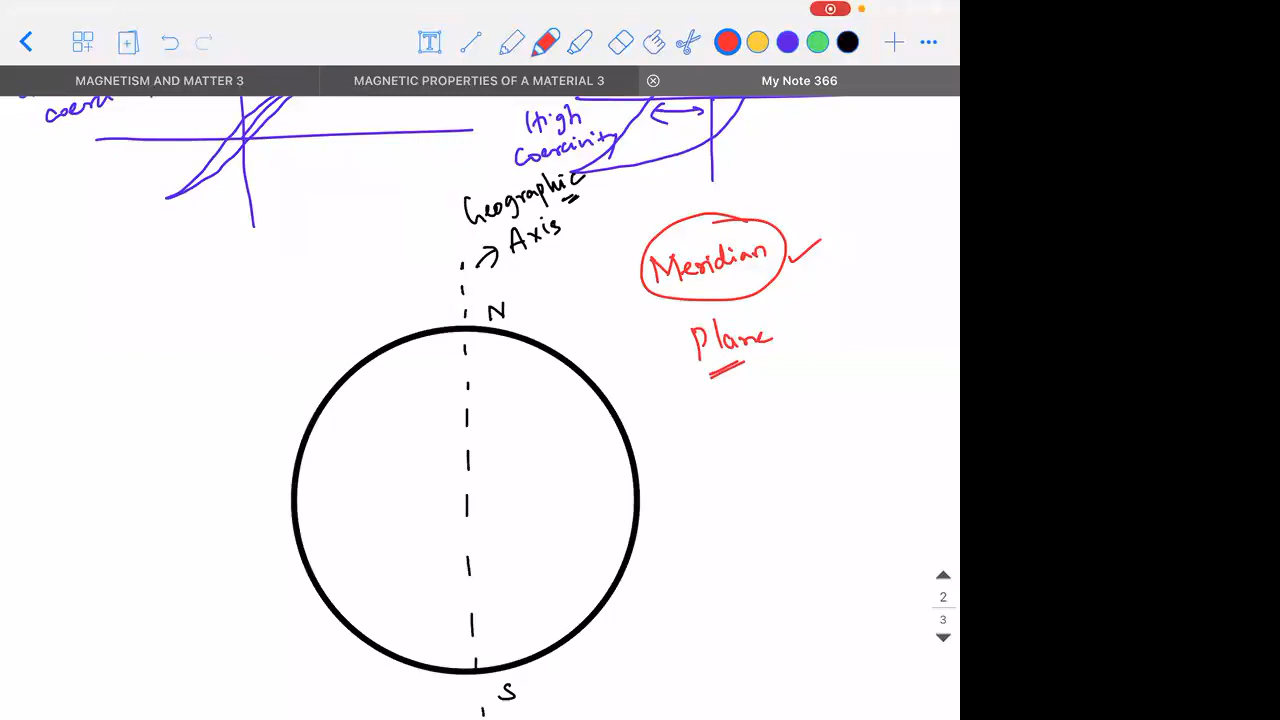 MAGNETISM AND MATTER 3
MAGNETIC PROPERTIES OF A MATERIAL 3
My Note 366
High
Coercivity
Geographic
Axis
Meridian
Plane
N
S
2
3